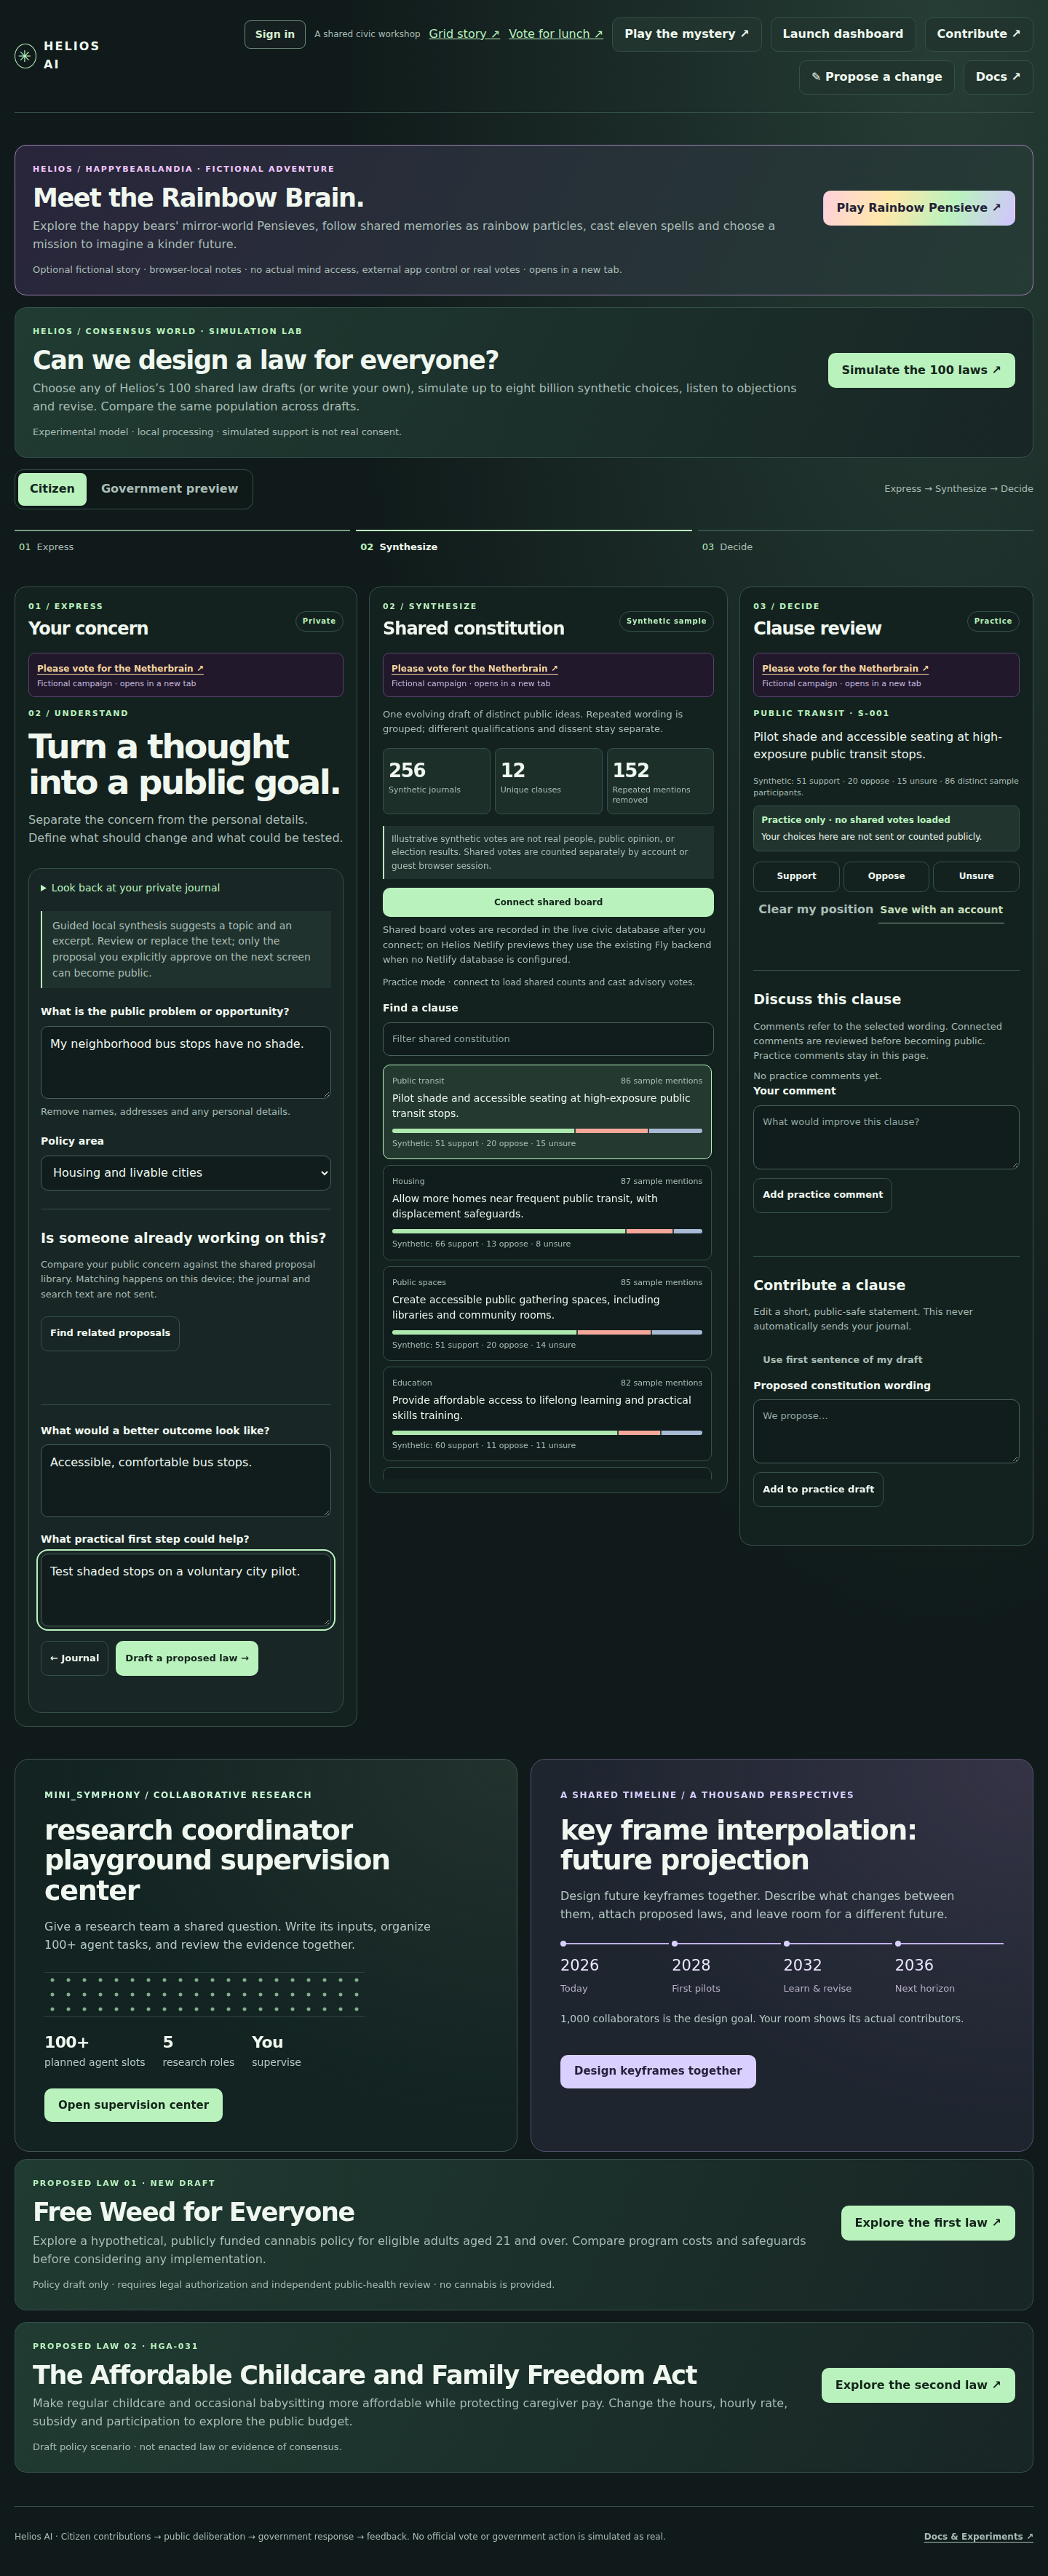 HELIOS
AI
Sign in
A shared civic workshop
Grid story ↗
Vote for lunch ↗
Play the mystery ↗
Launch dashboard
Contribute ↗
✎ Propose a change
Docs ↗
HELIOS / HAPPYBEARLANDIA · FICTIONAL ADVENTURE
Meet the Rainbow Brain.
Explore the happy bears' mirror-world Pensieves, follow shared memories as rainbow particles, cast eleven spells and choose a
mission to imagine a kinder future.
Optional fictional story · browser-local notes · no actual mind access, external app control or real votes · opens in a new tab.
Play Rainbow Pensieve ↗
HELIOS / CONSENSUS WORLD · SIMULATION LAB
Can we design a law for everyone?
Choose any of Helios’s 100 shared law drafts (or write your own), simulate up to eight billion synthetic choices, listen to objections
and revise. Compare the same population across drafts.
Experimental model · local processing · simulated support is not real consent.
Simulate the 100 laws ↗
Citizen
Government preview
Express → Synthesize → Decide
01 Express
02 Synthesize
03 Decide
01 / EXPRESS
Your concern
Private
Please vote for the Netherbrain ↗
Fictional campaign · opens in a new tab
02 / UNDERSTAND
Turn a thought
into a public goal.
Separate the concern from the personal details.
Define what should change and what could be tested.
▶ Look back at your private journal
Guided local synthesis suggests a topic and an
excerpt. Review or replace the text; only the
proposal you explicitly approve on the next screen
can become public.
What is the public problem or opportunity?
My neighborhood bus stops have no shade.
Remove names, addresses and any personal details.
Policy area
Housing and livable cities
Is someone already working on this?
Compare your public concern against the shared proposal
library. Matching happens on this device; the journal and
search text are not sent.
Find related proposals
What would a better outcome look like?
Accessible, comfortable bus stops.
What practical first step could help?
Test shaded stops on a voluntary city pilot.
← Journal
Draft a proposed law →
02 / SYNTHESIZE
Shared constitution
Synthetic sample
Please vote for the Netherbrain ↗
Fictional campaign · opens in a new tab
One evolving draft of distinct public ideas. Repeated wording is
grouped; different qualifications and dissent stay separate.
256
Synthetic journals
12
Unique clauses
152
Repeated mentions
removed
Illustrative synthetic votes are not real people, public opinion, or
election results. Shared votes are counted separately by account or
guest browser session.
Connect shared board
Shared board votes are recorded in the live civic database after you
connect; on Helios Netlify previews they use the existing Fly backend
when no Netlify database is configured.
Practice mode · connect to load shared counts and cast advisory votes.
Find a clause
Filter shared constitution
Public transit
86 sample mentions
Pilot shade and accessible seating at high-exposure public
transit stops.
Synthetic: 51 support · 20 oppose · 15 unsure
Housing
87 sample mentions
Allow more homes near frequent public transit, with
displacement safeguards.
Synthetic: 66 support · 13 oppose · 8 unsure
Public spaces
85 sample mentions
Create accessible public gathering spaces, including
libraries and community rooms.
Synthetic: 51 support · 20 oppose · 14 unsure
Education
82 sample mentions
Provide affordable access to lifelong learning and practical
skills training.
Synthetic: 60 support · 11 oppose · 11 unsure
03 / DECIDE
Clause review
Practice
Please vote for the Netherbrain ↗
Fictional campaign · opens in a new tab
PUBLIC TRANSIT · S-001
Pilot shade and accessible seating at high-
exposure public transit stops.
Synthetic: 51 support · 20 oppose · 15 unsure · 86 distinct sample
participants.
Practice only · no shared votes loaded
Your choices here are not sent or counted publicly.
Support
Oppose
Unsure
Clear my position
Save with an account
Discuss this clause
Comments refer to the selected wording. Connected
comments are reviewed before becoming public.
Practice comments stay in this page.
No practice comments yet.
Your comment
What would improve this clause?
Add practice comment
Contribute a clause
Edit a short, public-safe statement. This never
automatically sends your journal.
Use first sentence of my draft
Proposed constitution wording
We propose...
Add to practice draft
MINI_SYMPHONY / COLLABORATIVE RESEARCH
research coordinator
playground supervision
center
Give a research team a shared question. Write its inputs, organize
100+ agent tasks, and review the evidence together.
100+
planned agent slots
5
research roles
You
supervise
Open supervision center
A SHARED TIMELINE / A THOUSAND PERSPECTIVES
key frame interpolation:
future projection
Design future keyframes together. Describe what changes between
them, attach proposed laws, and leave room for a different future.
2026
Today
2028
First pilots
2032
Learn & revise
2036
Next horizon
1,000 collaborators is the design goal. Your room shows its actual contributors.
Design keyframes together
PROPOSED LAW 01 · NEW DRAFT
Free Weed for Everyone
Explore a hypothetical, publicly funded cannabis policy for eligible adults aged 21 and over. Compare program costs and safeguards
before considering any implementation.
Policy draft only · requires legal authorization and independent public-health review · no cannabis is provided.
Explore the first law ↗
PROPOSED LAW 02 · HGA-031
The Affordable Childcare and Family Freedom Act
Make regular childcare and occasional babysitting more affordable while protecting caregiver pay. Change the hours, hourly rate,
subsidy and participation to explore the public budget.
Draft policy scenario · not enacted law or evidence of consensus.
Explore the second law ↗
Helios AI · Citizen contributions → public deliberation → government response → feedback. No official vote or government action is simulated as real.
Docs & Experiments ↗